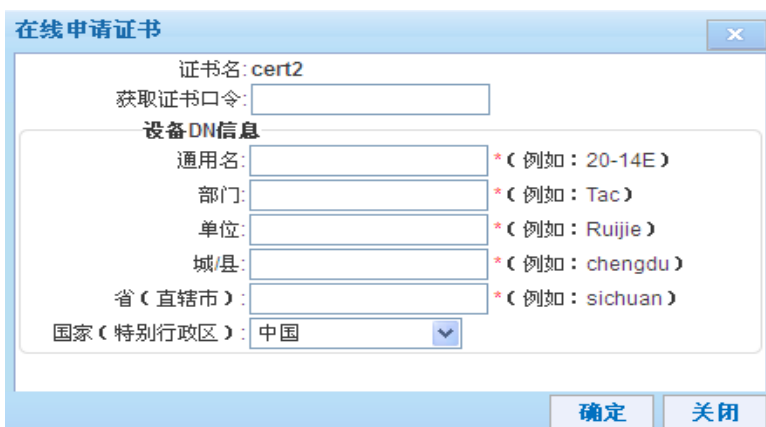 在线申请证书
证书名: cert2
获取证书口令:
设备DN信息
通用名: *（例如：20-14E）
部门: *（例如：Tac）
单位: *（例如：Ruijie）
城/县: *（例如：chengdu）
省（直辖市）: *（例如：sichuan）
国家（特别行政区）: 中国
确定 关闭